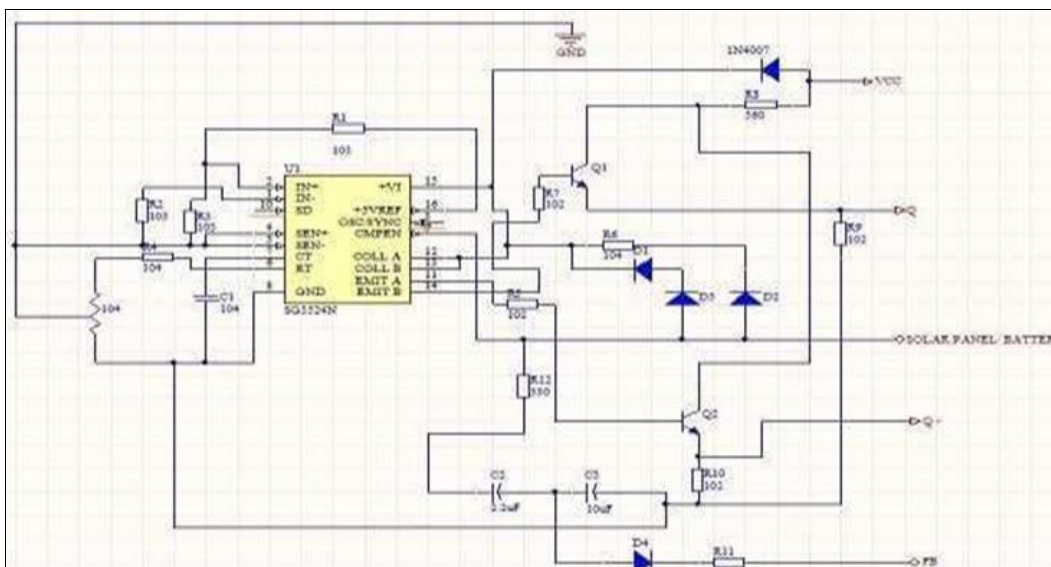 GND
1N4007
VCC
R8
560
R1
103
U1
IN+
IN-
SD
SEN+
SEN-
CT
RT
GND
+VI
+5VREF
OSC/SYNC
CMPEN
COLL A
COLL B
EMIT A
EMIT B
SG3524N
10
8
15
16
12
13
11
14
R2
103
R3
102
R4
104
104
C1
104
Q1
R7
102
R9
102
R6
104
D1
D3
D2
102
SOLAR PANEL/BATTER
R12
330
Q2
R10
102
C2
2.2uF
C3
10uF
D4
R11
FB